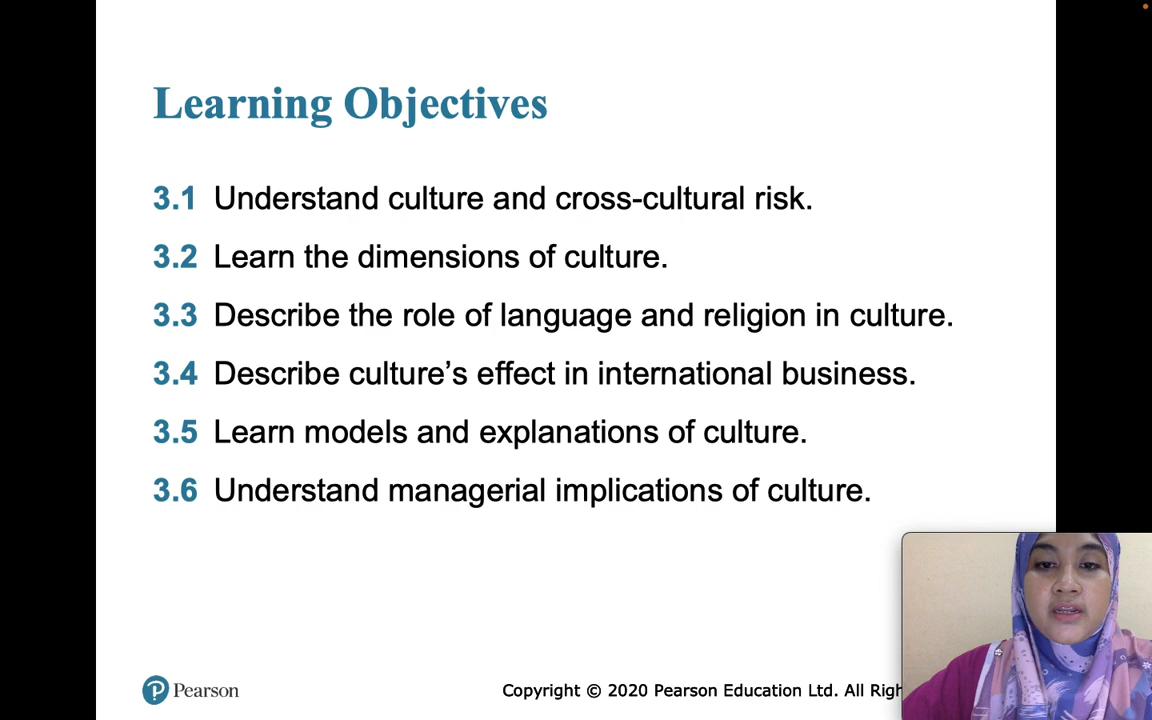 Learning Objectives
3.1 Understand culture and cross-cultural risk.
3.2 Learn the dimensions of culture.
3.3 Describe the role of language and religion in culture.
3.4 Describe culture’s effect in international business.
3.5 Learn models and explanations of culture.
3.6 Understand managerial implications of culture.
Pearson
Copyright © 2020 Pearson Education Ltd. All